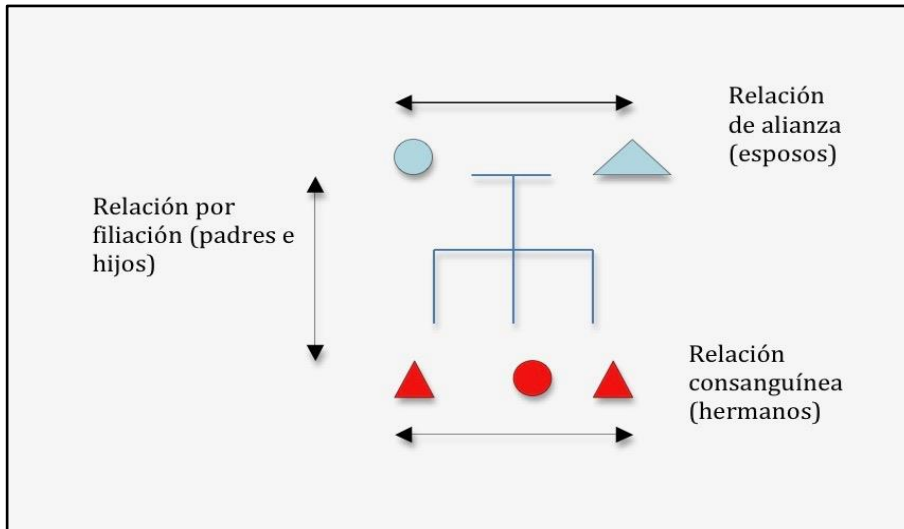 Relación
de alianza
(esposos)
Relación por
filiación (padres e
hijos)
Relación
consanguínea
(hermanos)